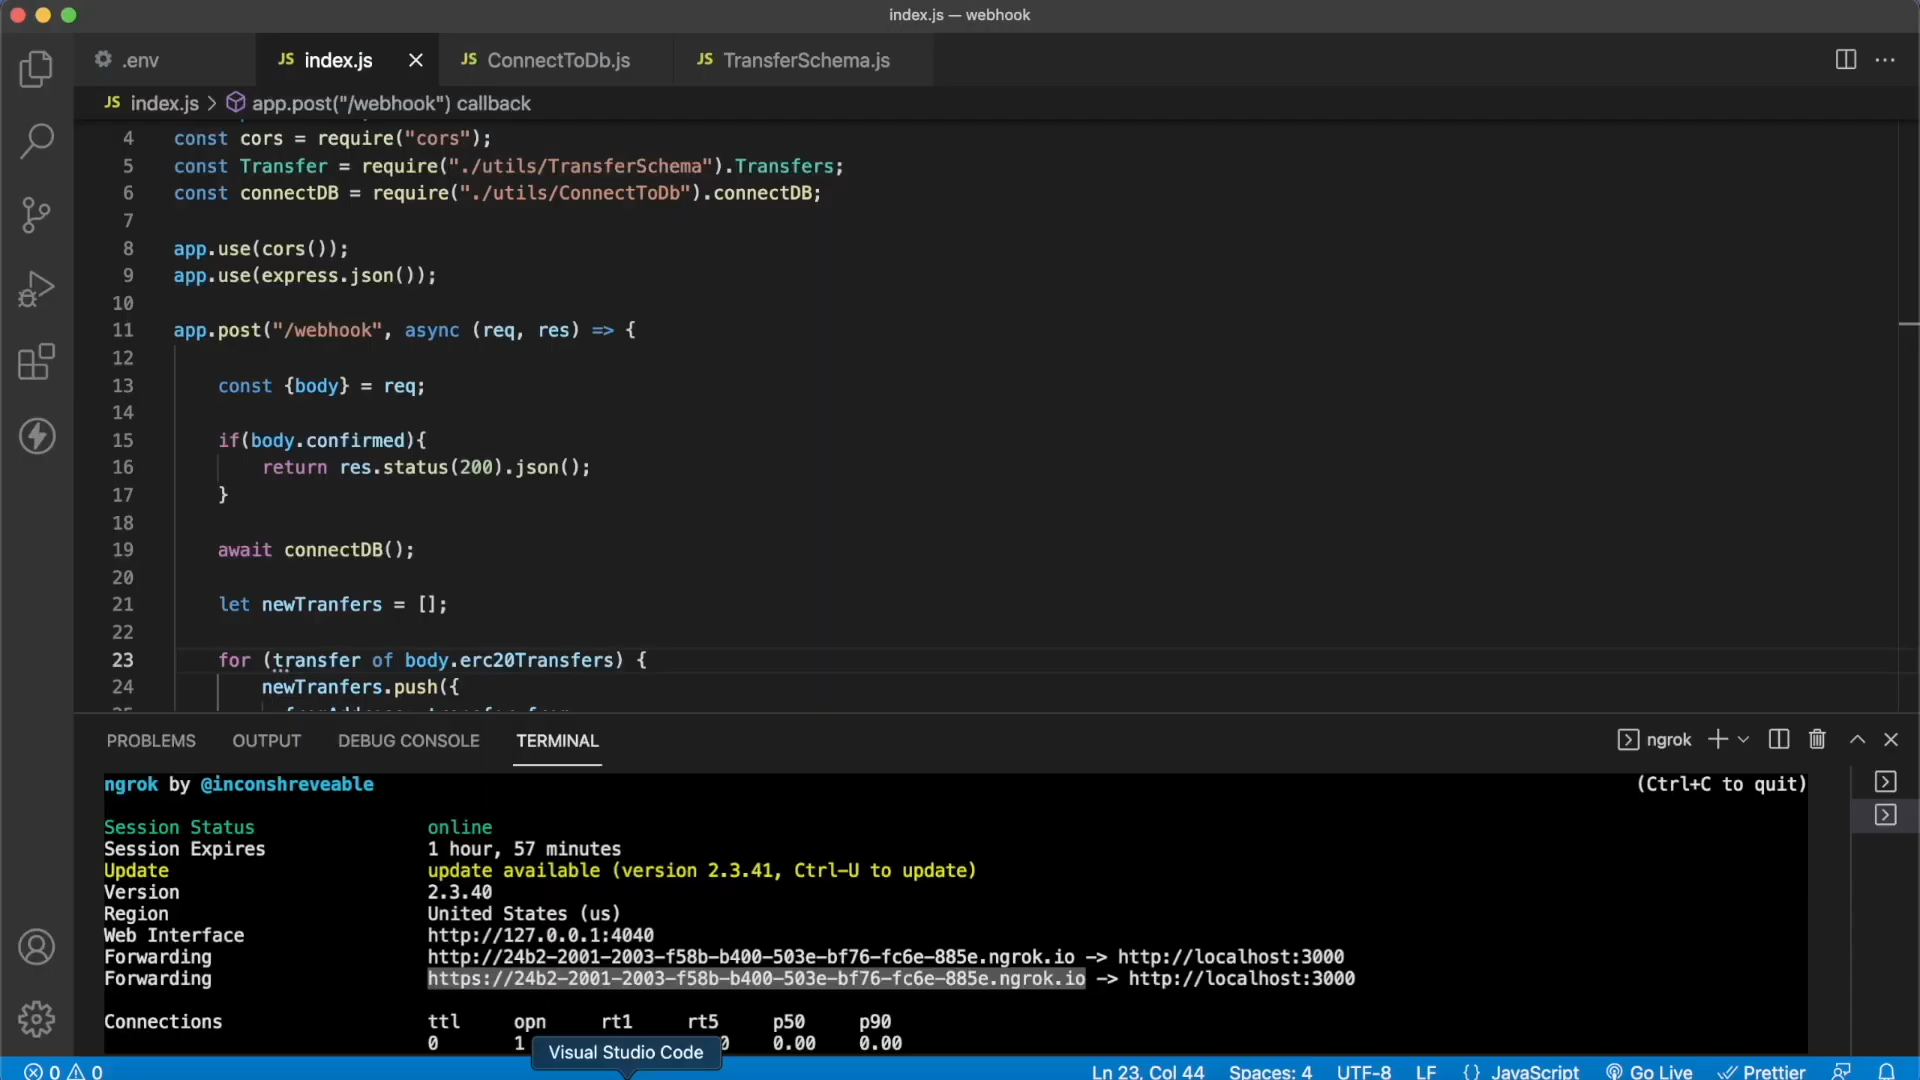 index.js — webhook
.env
JS index.js
JS ConnectToDb.js
JS TransferSchema.js
JS index.js > app.post("/webhook") callback
4 const cors = require("cors");
5 const Transfer = require("./utils/TransferSchema").Transfers;
6 const connectDB = require("./utils/ConnectToDb").connectDB;
7
8 app.use(cors());
9 app.use(express.json());
10
11 app.post("/webhook", async (req, res) => {
12
13 const {body} = req;
14
15 if(body.confirmed){
16 return res.status(200).json();
17 }
18
19 await connectDB();
20
21 let newTranfers = [];
22
23 for (transfer of body.erc20Transfers) {
24 newTranfers.push({
PROBLEMS OUTPUT DEBUG CONSOLE TERMINAL
ngrok
ngrok by @inconshreveable (Ctrl+C to quit)
Session Status online
Session Expires 1 hour, 57 minutes
Update update available (version 2.3.41, Ctrl-U to update)
Version 2.3.40
Region United States (us)
Web Interface http://127.0.0.1:4040
Forwarding http://24b2-2001-2003-f58b-b400-503e-bf76-fc6e-885e.ngrok.io -> http://localhost:3000
Forwarding https://24b2-2001-2003-f58b-b400-503e-bf76-fc6e-885e.ngrok.io -> http://localhost:3000
Connections ttl opn rt1 rt5 p50 p90
0 1 0.00 0.00
Visual Studio Code
0 0 Ln 23, Col 44 Spaces: 4 UTF-8 LF {} JavaScript Go Live Prettier